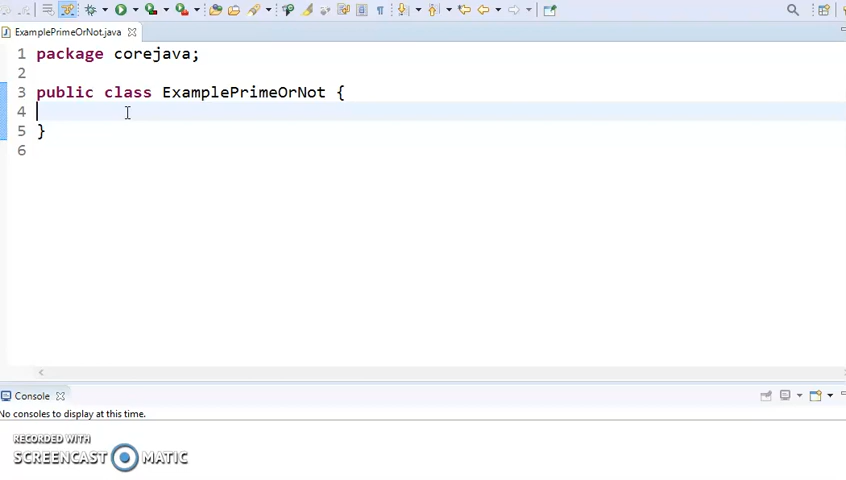 ExamplePrimeOrNot.java
1 package corejava;
2
3 public class ExamplePrimeOrNot {
4
5 }
6
Console
No consoles to display at this time.
RECORDED WITH
SCREENCAST MATIC